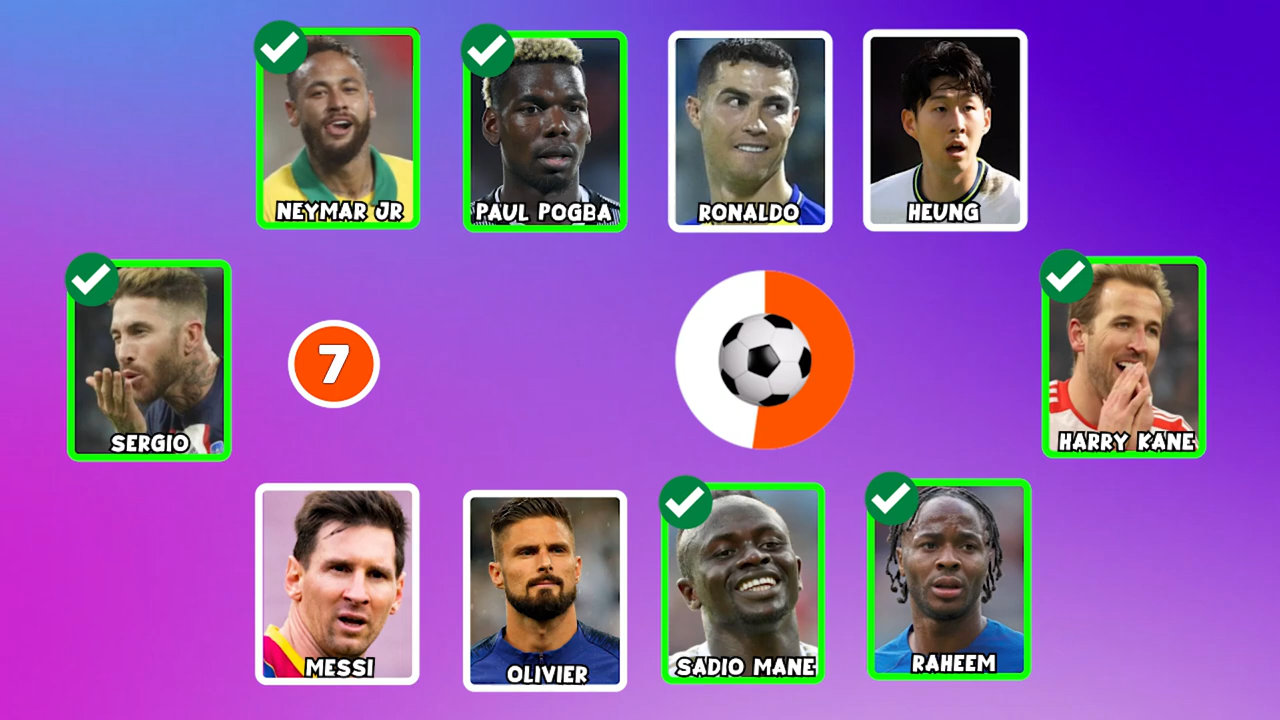 NEYMAR JR
PAUL POGBA
RONALDO
HEUNG
SERGIO
7
HARRY KANE
MESSI
OLIVIER
SADIO MANE
RAHEEM